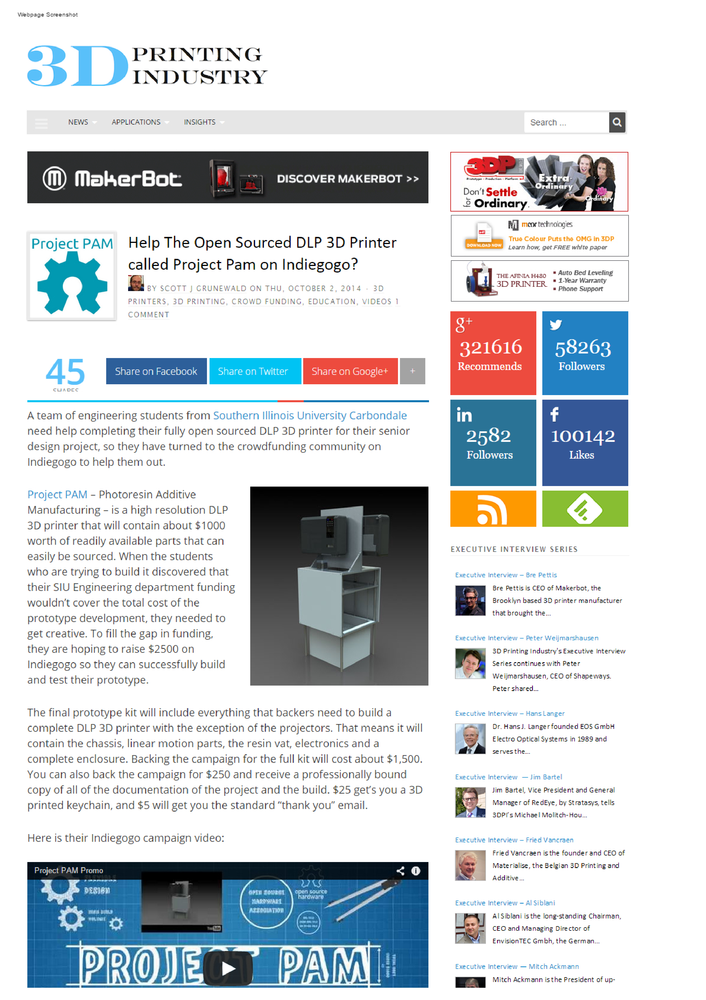 Webpage Screenshot
3D PRINTING
INDUSTRY
NEWS
APPLICATIONS
INSIGHTS
Search ...
MakerBot
DISCOVER MAKERBOT >>
3DP UNLIMITED
Prototype - Production - Platform
Don't Settle
for Ordinary.
Extra-
Ordinary
Ordinary
mcor technologies
True Colour Puts the OMG in 3DP
Learn how, get FREE white paper
pdf
DOWNLOAD NOW
THE AFINIA H480
3D PRINTER
Auto Bed Leveling
1-Year Warranty
Phone Support
Project PAM
Help The Open Sourced DLP 3D Printer
called Project Pam on Indiegogo?
BY SCOTT J GRUNEWALD ON THU, OCTOBER 2, 2014 · 3D
PRINTERS, 3D PRINTING, CROWD FUNDING, EDUCATION, VIDEOS 1
COMMENT
45
SHARES
Share on Facebook
Share on Twitter
Share on Google+
+
g+
321616
Recommends
58263
Followers
in
2582
Followers
f
100142
Likes
A team of engineering students from Southern Illinois University Carbondale
need help completing their fully open sourced DLP 3D printer for their senior
design project, so they have turned to the crowdfunding community on
Indiegogo to help them out.
Project PAM – Photoresin Additive
Manufacturing – is a high resolution DLP
3D printer that will contain about $1000
worth of readily available parts that can
easily be sourced. When the students
who are trying to build it discovered that
their SIU Engineering department funding
wouldn't cover the total cost of the
prototype development, they needed to
get creative. To fill the gap in funding,
they are hoping to raise $2500 on
Indiegogo so they can successfully build
and test their prototype.
The final prototype kit will include everything that backers need to build a
complete DLP 3D printer with the exception of the projectors. That means it will
contain the chassis, linear motion parts, the resin vat, electronics and a
complete enclosure. Backing the campaign for the full kit will cost about $1,500.
You can also back the campaign for $250 and receive a professionally bound
copy of all of the documentation of the project and the build. $25 get's you a 3D
printed keychain, and $5 will get you the standard "thank you" email.
Here is their Indiegogo campaign video:
Project PAM Promo
FLEXIBLE
DESIGN
OPEN SOURCE
HARDWARE
ASSOCIATION
open source
hardware
YouTube
PROJECT PAM
EXECUTIVE INTERVIEW SERIES
Executive Interview – Bre Pettis
Bre Pettis is CEO of Makerbot, the
Brooklyn based 3D printer manufacturer
that brought the...
Executive Interview – Peter Weijmarshausen
3D Printing Industry's Executive Interview
Series continues with Peter
Weijmarshausen, CEO of Shapeways.
Peter shared...
Executive Interview – Hans Langer
Dr. Hans J. Langer founded EOS GmbH
Electro Optical Systems in 1989 and
serves the...
Executive Interview — Jim Bartel
Jim Bartel, Vice President and General
Manager of RedEye, by Stratasys, tells
3DPI's Michael Molitch-Hou...
Executive Interview – Fried Vancraen
Fried Vancraen is the founder and CEO of
Materialise, the Belgian 3D Printing and
Additive...
Executive Interview – Al Siblani
Al Siblani is the long-standing Chairman,
CEO and Managing Director of
EnvisionTEC Gmbh, the German...
Executive Interview — Mitch Ackmann
Mitch Ackmann is the President of up-